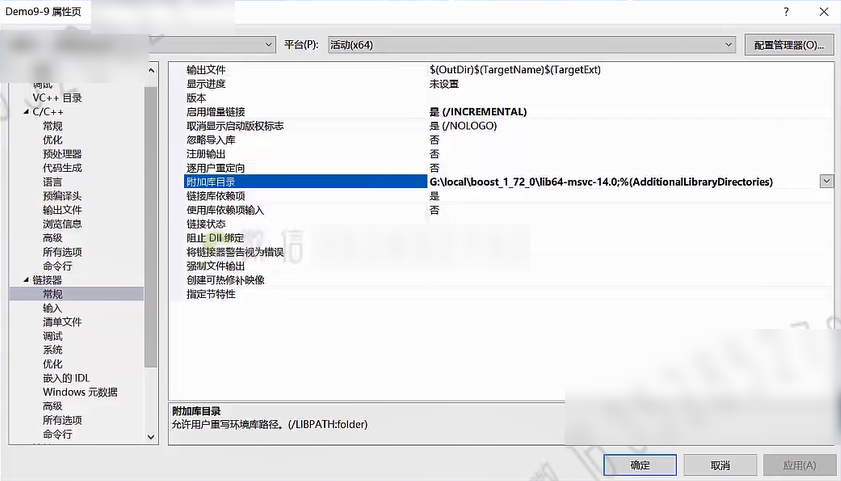 Demo9-9 属性页
平台(P): 活动(x64) 配置管理器(O)...
调试
VC++ 目录
C/C++
常规
优化
预处理器
代码生成
语言
预编译头
输出文件
浏览信息
高级
所有选项
命令行
链接器
常规
输入
清单文件
调试
系统
优化
嵌入的 IDL
Windows 元数据
高级
所有选项
命令行
输出文件 $(OutDir)$(TargetName)$(TargetExt)
显示进度 未设置
版本
启用增量链接 是 (/INCREMENTAL)
取消显示启动版权标志 是 (/NOLOGO)
忽略导入库 否
注册输出 否
逐用户重定向 否
附加库目录 G:\local\boost_1_72_0\lib64-msvc-14.0;%(AdditionalLibraryDirectories)
链接库依赖项 是
使用库依赖项输入 否
链接状态
阻止 Dll 绑定
将链接器警告视为错误
强制文件输出
创建可热修补映像
指定节特性
附加库目录
允许用户重写环境库路径。(/LIBPATH:folder)
确定 取消 应用(A)
微信